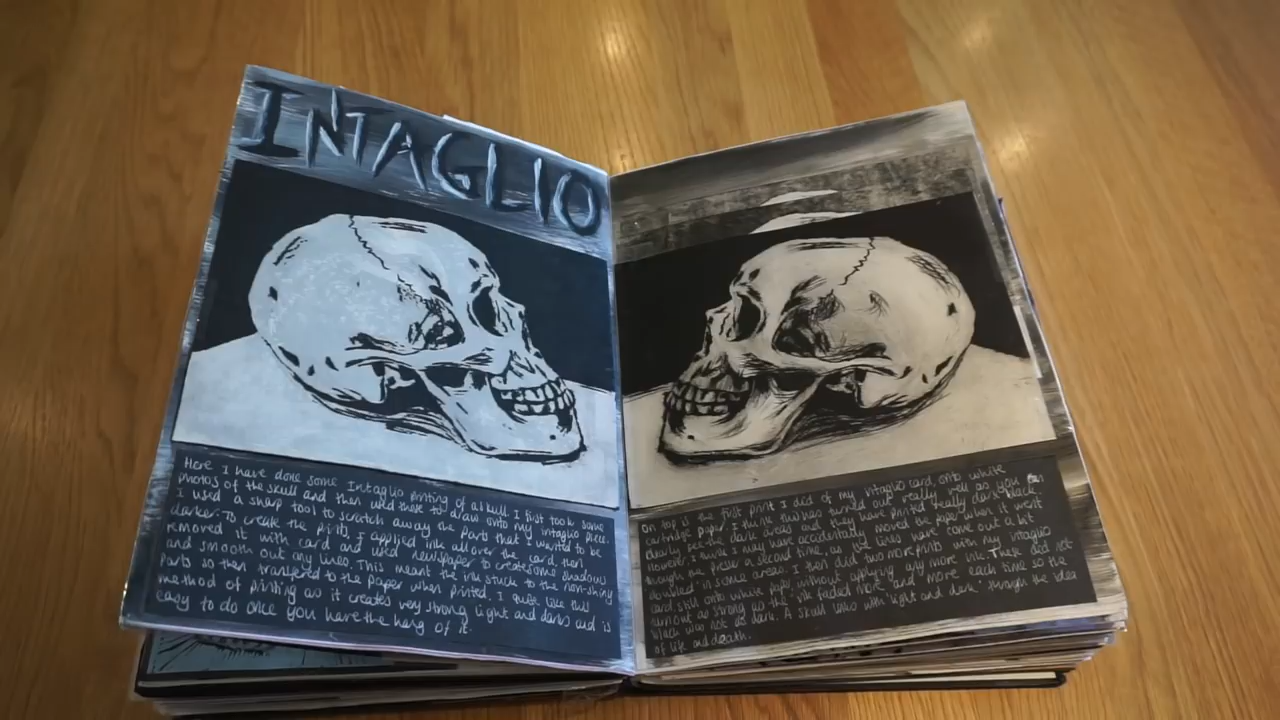 INTAGLIO
Here I have done some Intaglio printing of a skull. I first took some
photos of the skull and then used these to draw onto my intaglio piece.
I used a sharp tool to scratch away the parts that I wanted to be
darker. To create the prints, I applied ink all over the card, then
removed it with card and used newspaper to create some shadows
and smooth out any lines. This meant the ink stuck to the non-shiny
parts so then transfered to the paper when printed. I quite like this
method of printing as it creates very strong light and darks and is
easy to do once you have the hang of it.
On top is the first print I did of my intaglio card, onto white
cartridge paper. I think this has turned out really well as you can
clearly see the dark areas and they have printed really dark black.
However, I think I may have accidentally moved the paper when it went
through the press a second time, as the lines have come out a bit
doubled in some areas. I then did two more prints with my intaglio
card still onto white paper, without applying any more ink. These did not
turn out as strong as the ink faded more and more each time so the
black was not as dark. A skull links with 'light and dark' through the idea
of life and death.